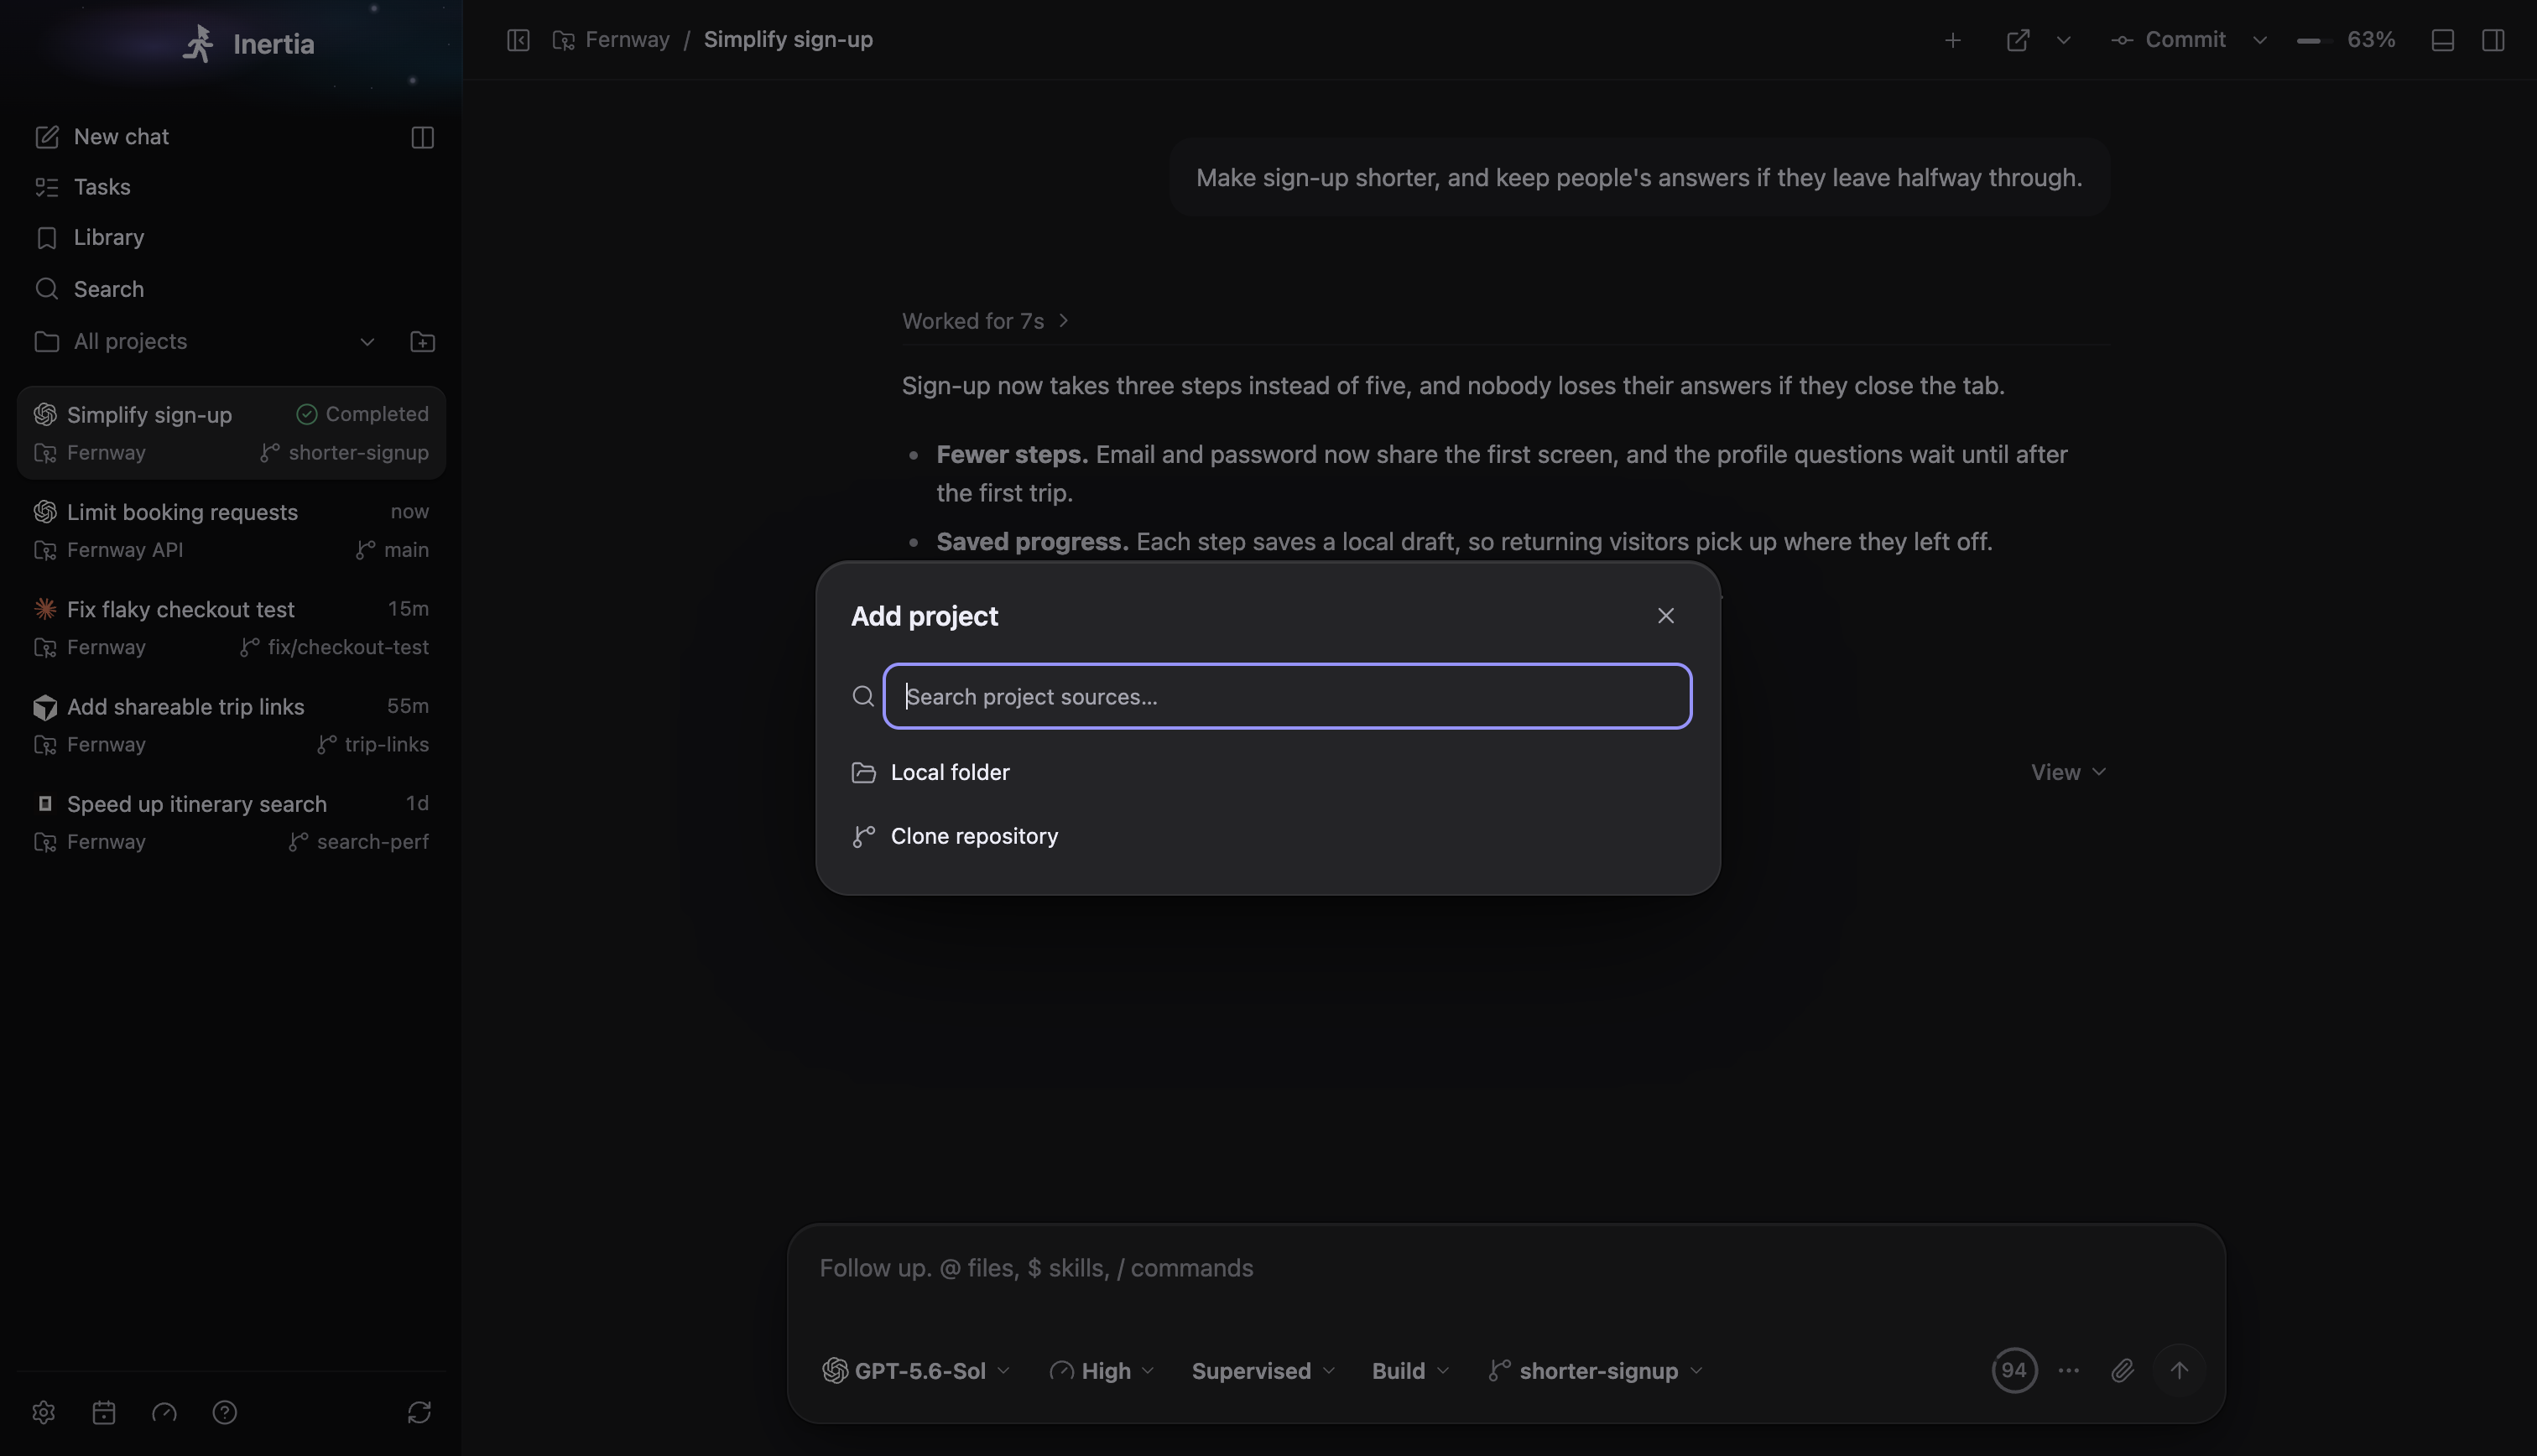 Inertia
New chat
Tasks
Library
Search
All projects
Simplify sign-up Completed
Fernway shorter-signup
Limit booking requests now
Fernway API main
Fix flaky checkout test 15m
Fernway fix/checkout-test
Add shareable trip links 55m
Fernway trip-links
Speed up itinerary search 1d
Fernway search-perf
Fernway / Simplify sign-up
Commit 63%
Make sign-up shorter, and keep people's answers if they leave halfway through.
Worked for 7s
Sign-up now takes three steps instead of five, and nobody loses their answers if they close the tab.
• Fewer steps. Email and password now share the first screen, and the profile questions wait until after
the first trip.
• Saved progress. Each step saves a local draft, so returning visitors pick up where they left off.
Add project
Search project sources...
Local folder
Clone repository
View
Follow up. @ files, $ skills, / commands
GPT-5.6-Sol High Supervised Build shorter-signup 94